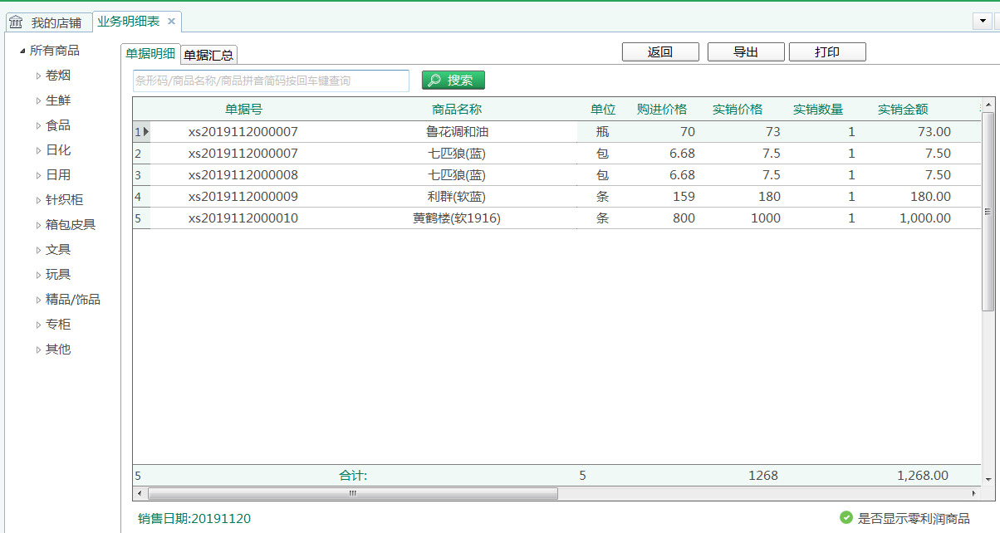 我的店铺 业务明细表
所有商品
卷烟
生鲜
食品
日化
日用
针织柜
箱包皮具
文具
玩具
精品/饰品
专柜
其他
单据明细 单据汇总 返回 导出 打印
条形码/商品名称/商品拼音简码按回车键查询 搜索
单据号 商品名称 单位 购进价格 实销价格 实销数量 实销金额
1 xs2019112000007 鲁花调和油 瓶 70 73 1 73.00
2 xs2019112000007 七匹狼(蓝) 包 6.68 7.5 1 7.50
3 xs2019112000008 七匹狼(蓝) 包 6.68 7.5 1 7.50
4 xs2019112000009 利群(软蓝) 条 159 180 1 180.00
5 xs2019112000010 黄鹤楼(软1916) 条 800 1000 1 1,000.00
5 合计: 5 1268 1,268.00
销售日期:20191120 是否显示零利润商品